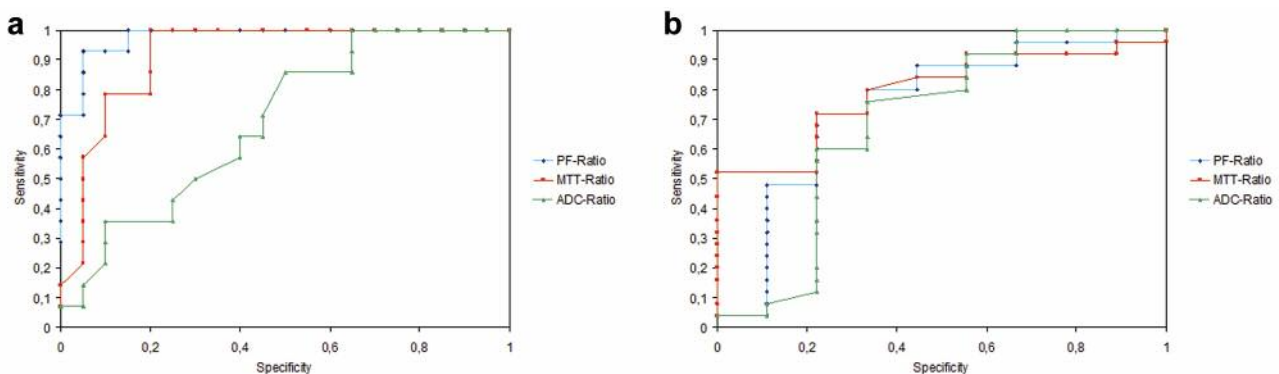 a
1
0,9
0,8
0,7
0,6
0,5
0,4
0,3
0,2
0,1
0
Sensitivity
0 0,2 0,4 0,6 0,8 1
Specificity
PF-Ratio
MTT-Ratio
ADC-Ratio
b
1
0,9
0,8
0,7
0,6
0,5
0,4
0,3
0,2
0,1
0
Sensitivity
0 0,2 0,4 0,6 0,8 1
Specificity
PF-Ratio
MTT-Ratio
ADC-Ratio